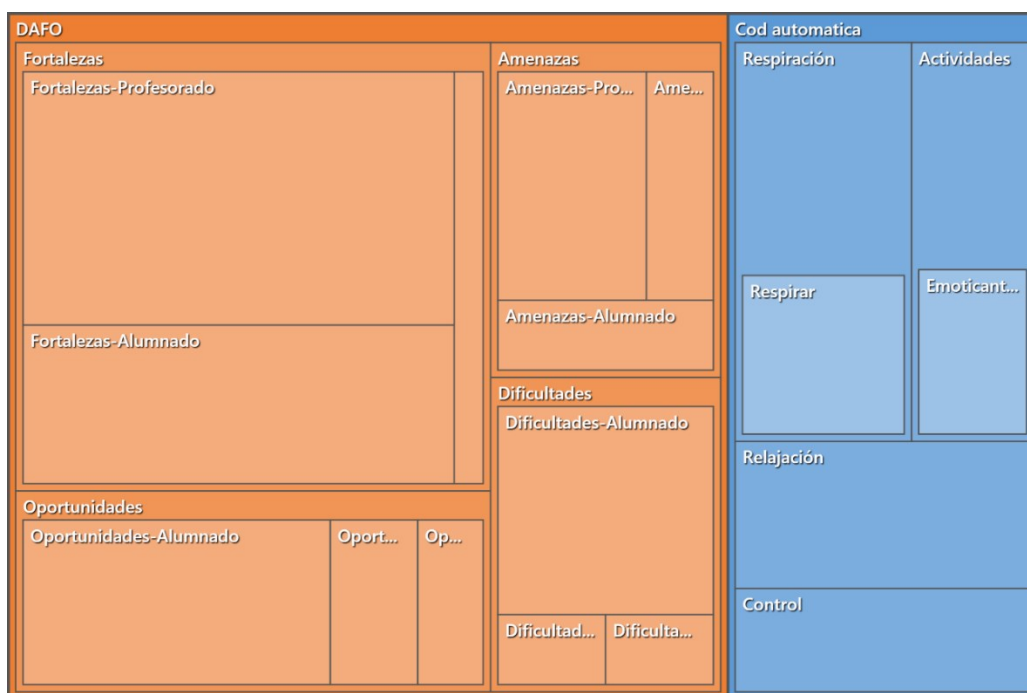 DAFO
Fortalezas
Fortalezas-Profesorado
Fortalezas-Alumnado
Oportunidades
Oportunidades-Alumnado
Oport...
Op...
Amenazas
Amenazas-Pro...
Ame...
Amenazas-Alumnado
Dificultades
Dificultades-Alumnado
Dificultad...
Dificulta...
Cod automatica
Respiración
Respirar
Actividades
Emoticant...
Relajación
Control